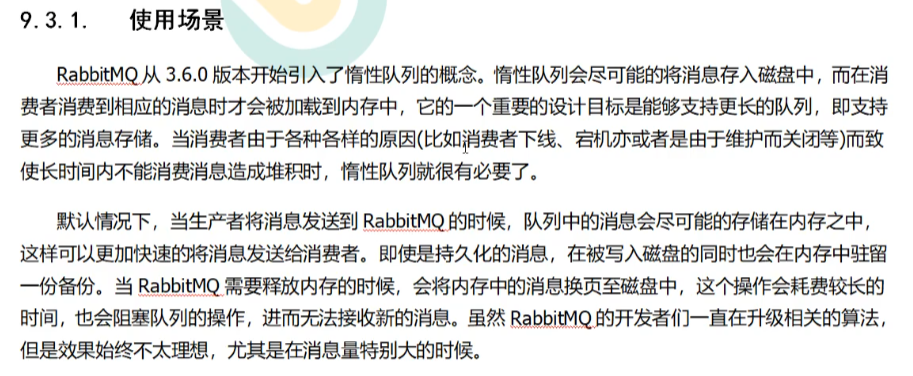 9.3.1. 使用场景
RabbitMQ 从 3.6.0 版本开始引入了惰性队列的概念。惰性队列会尽可能的将消息存入磁盘中，而在消
费者消费到相应的消息时才会被加载到内存中，它的一个重要的设计目标是能够支持更长的队列，即支持
更多的消息存储。当消费者由于各种各样的原因(比如消费者下线、宕机亦或者是由于维护而关闭等)而致
使长时间内不能消费消息造成堆积时，惰性队列就很有必要了。
默认情况下，当生产者将消息发送到 RabbitMQ 的时候，队列中的消息会尽可能的存储在内存之中，
这样可以更加快速的将消息发送给消费者。即使是持久化的消息，在被写入磁盘的同时也会在内存中驻留
一份备份。当 RabbitMQ 需要释放内存的时候，会将内存中的消息换页至磁盘中，这个操作会耗费较长的
时间，也会阻塞队列的操作，进而无法接收新的消息。虽然 RabbitMQ 的开发者们一直在升级相关的算法，
但是效果始终不太理想，尤其是在消息量特别大的时候。